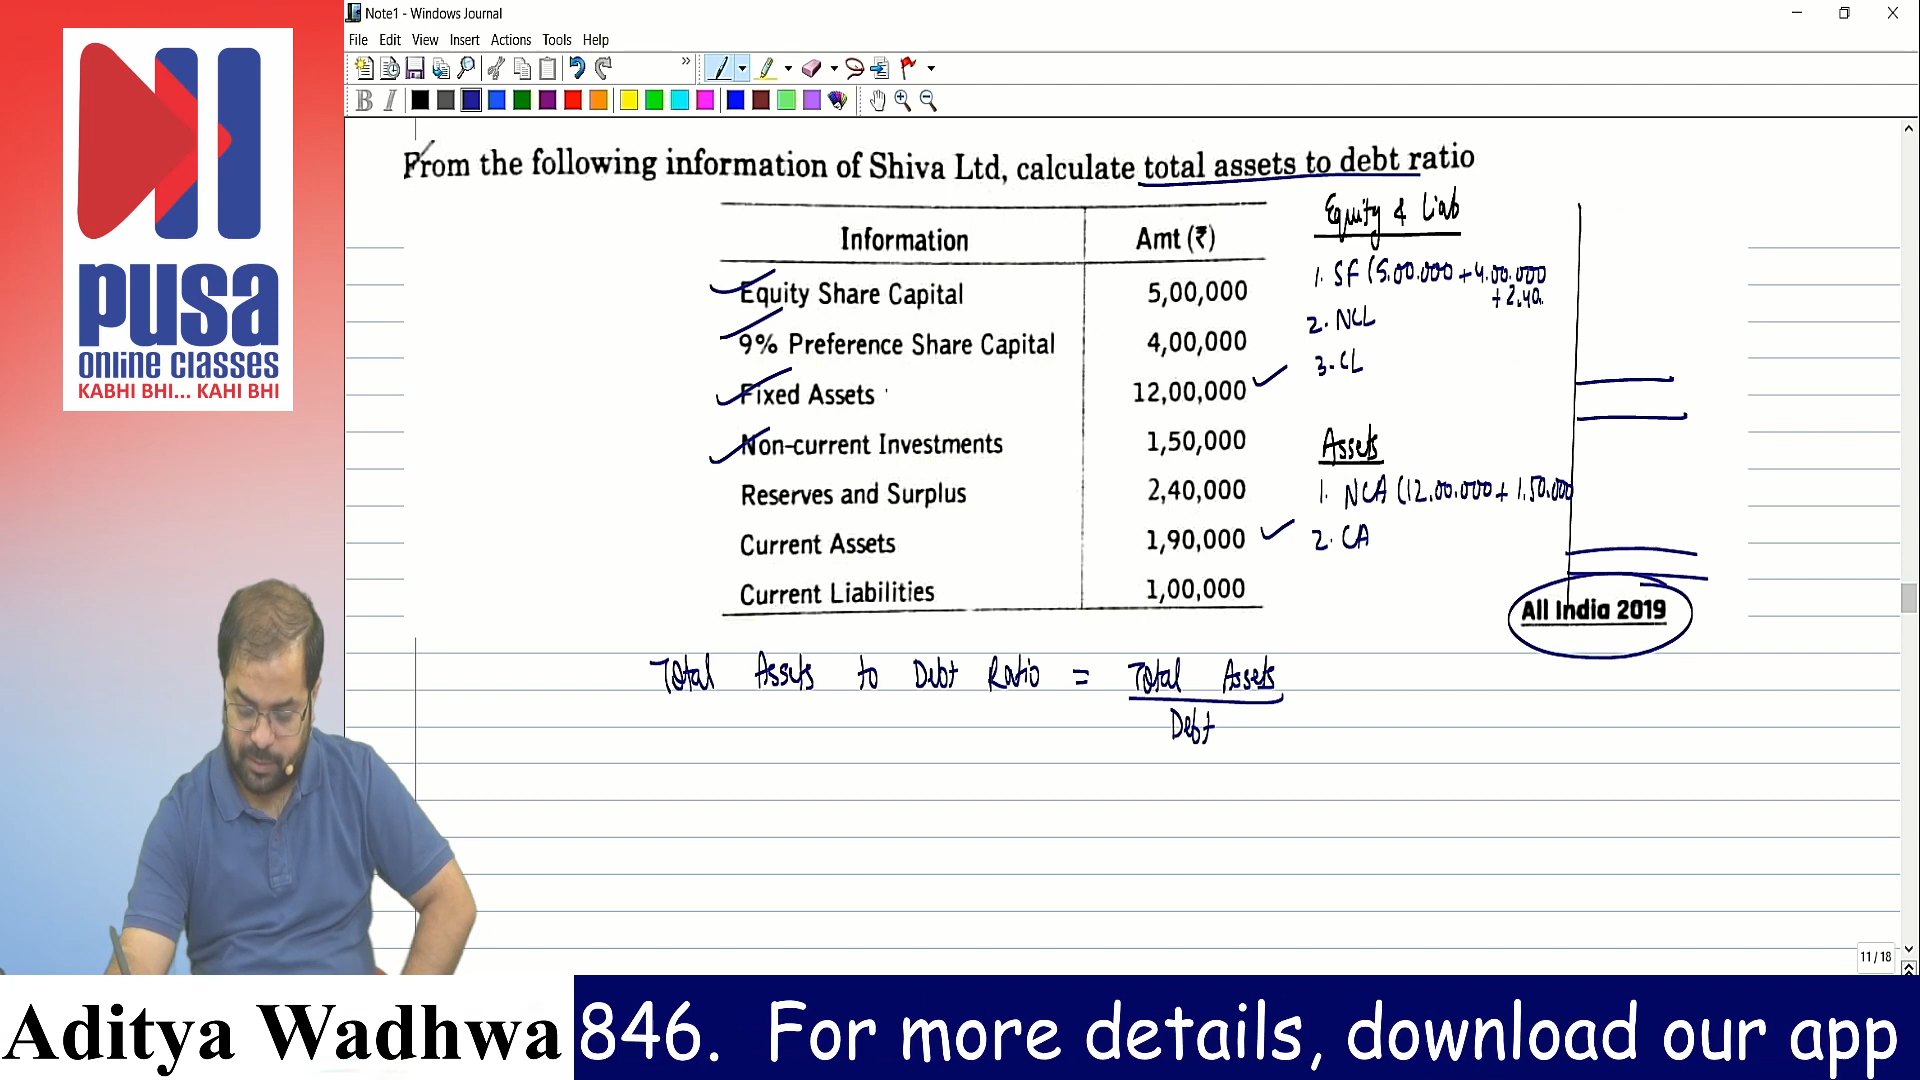 Note1 - Windows Journal
File Edit View Insert Actions Tools Help
PUSA
ONLINE CLASSES
KABHI BHI... KAHI BHI
From the following information of Shiva Ltd, calculate total assets to debt ratio
Information Amt (₹)
Equity Share Capital 5,00,000
9% Preference Share Capital 4,00,000
Fixed Assets 12,00,000
Non-current Investments 1,50,000
Reserves and Surplus 2,40,000
Current Assets 1,90,000
Current Liabilities 1,00,000
Equity & Liab
1. SF (5,00,000 + 4,00,000
+ 2,40,
2. NCL
3. CL
Assets
1. NCA (12,00,000 + 1,50,000
2. CA
All India 2019
Total Assets to Debt Ratio = Total Assets
Debt
11 / 18
Aditya Wadhwa
846. For more details, download our app